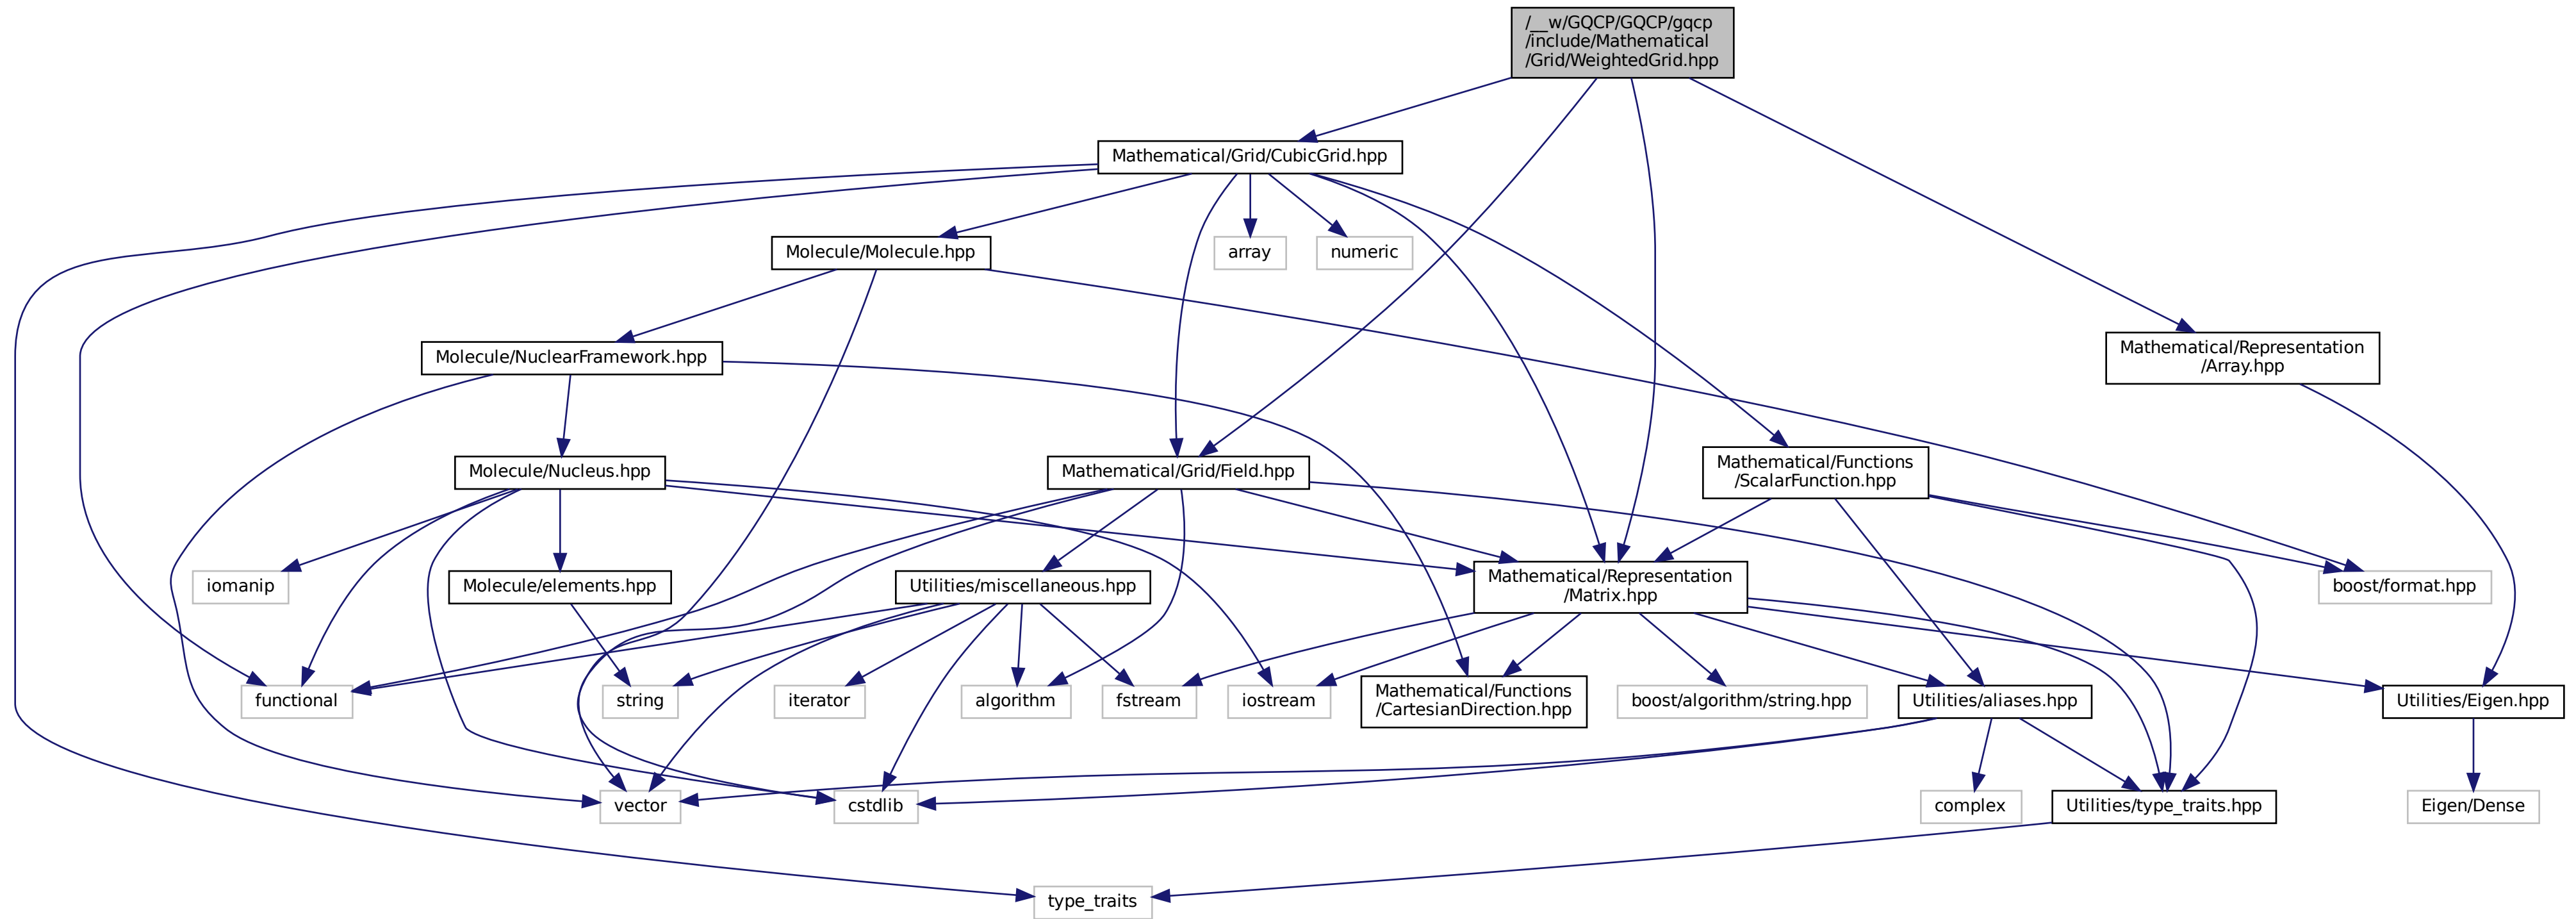 /__w/GQCP/GQCP/gqcp
/include/Mathematical
/Grid/WeightedGrid.hpp
Mathematical/Grid/CubicGrid.hpp
Molecule/Molecule.hpp
array
numeric
Mathematical/Representation
/Array.hpp
Molecule/NuclearFramework.hpp
Molecule/Nucleus.hpp
Mathematical/Grid/Field.hpp
Mathematical/Functions
/ScalarFunction.hpp
iomanip
Molecule/elements.hpp
Utilities/miscellaneous.hpp
Mathematical/Representation
/Matrix.hpp
boost/format.hpp
functional
string
iterator
algorithm
fstream
iostream
Mathematical/Functions
/CartesianDirection.hpp
boost/algorithm/string.hpp
Utilities/aliases.hpp
Utilities/Eigen.hpp
vector
cstdlib
complex
Utilities/type_traits.hpp
Eigen/Dense
type_traits